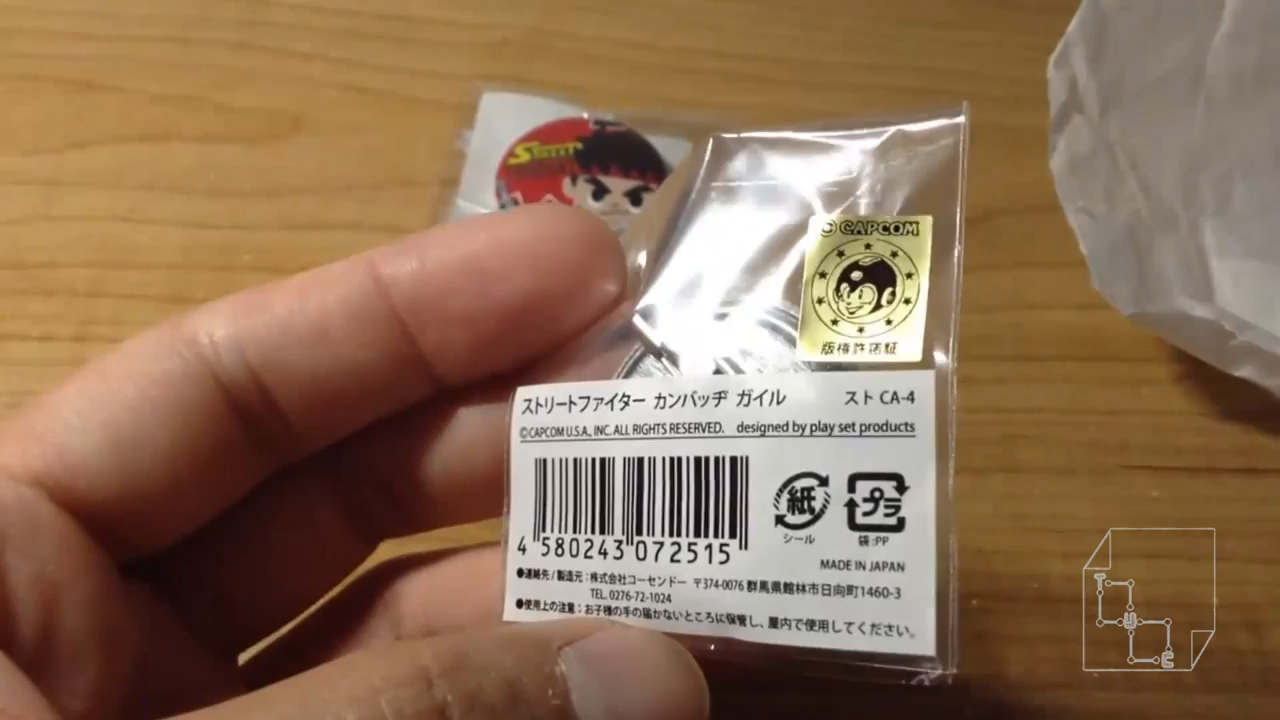 STREET
© CAPCOM
版権許諾証
ストリートファイター カンバッヂ ガイル スト CA-4
©CAPCOM U.S.A., INC. ALL RIGHTS RESERVED. designed by play set products
紙
シール
プラ
袋:PP
4 580243 072515
MADE IN JAPAN
●連絡先/製造元:株式会社コーセンドー 〒374-0076 群馬県館林市日向町1460-3
TEL. 0276-72-1024
●使用上の注意:お子様の手の届かないところに保管し、屋内で使用してください。
T
U
C